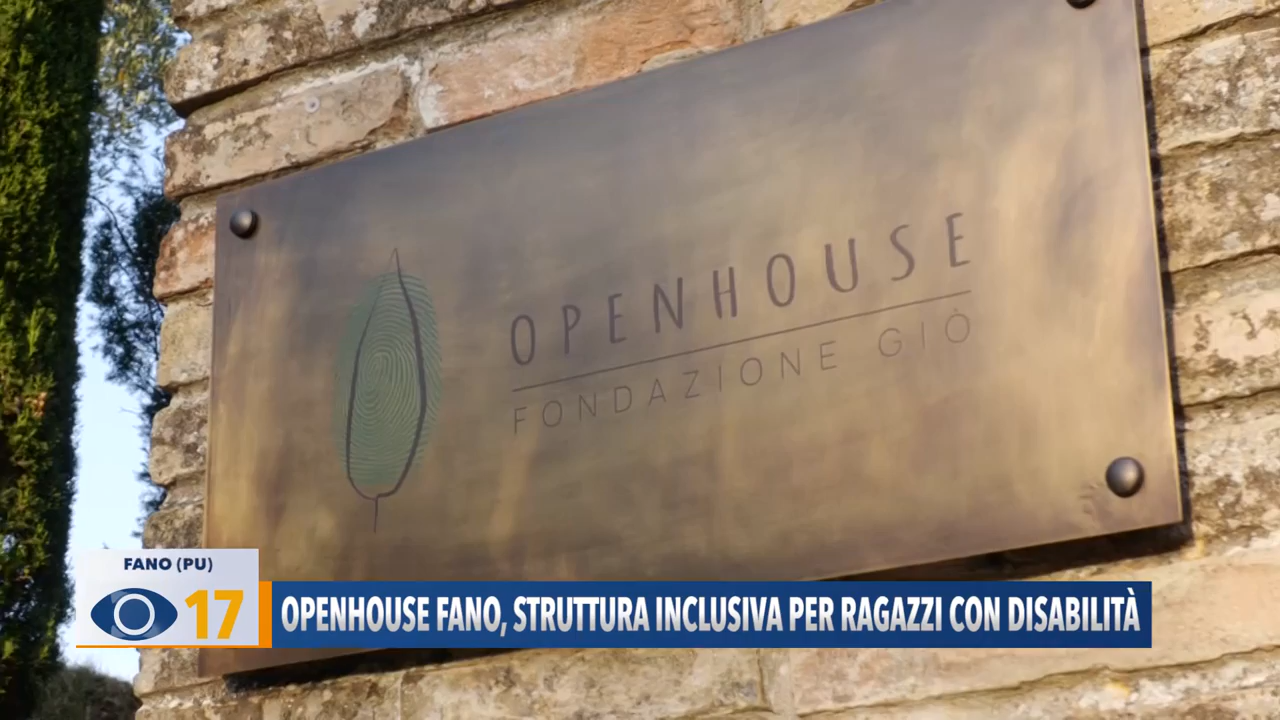 OPENHOUSE
FONDAZIONE GIÒ
FANO (PU)
17
OPENHOUSE FANO, STRUTTURA INCLUSIVA PER RAGAZZI CON DISABILITÀ